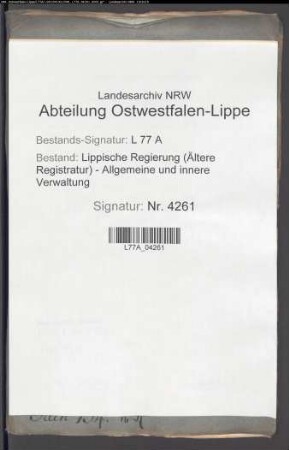 Landesarchiv NRW
Abteilung Ostwestfalen-Lippe
Bestands-Signatur: L 77 A
Bestand: Lippische Regierung (Ältere
Registratur) - Allgemeine und innere
Verwaltung
Signatur: Nr. 4261
L77A_04261